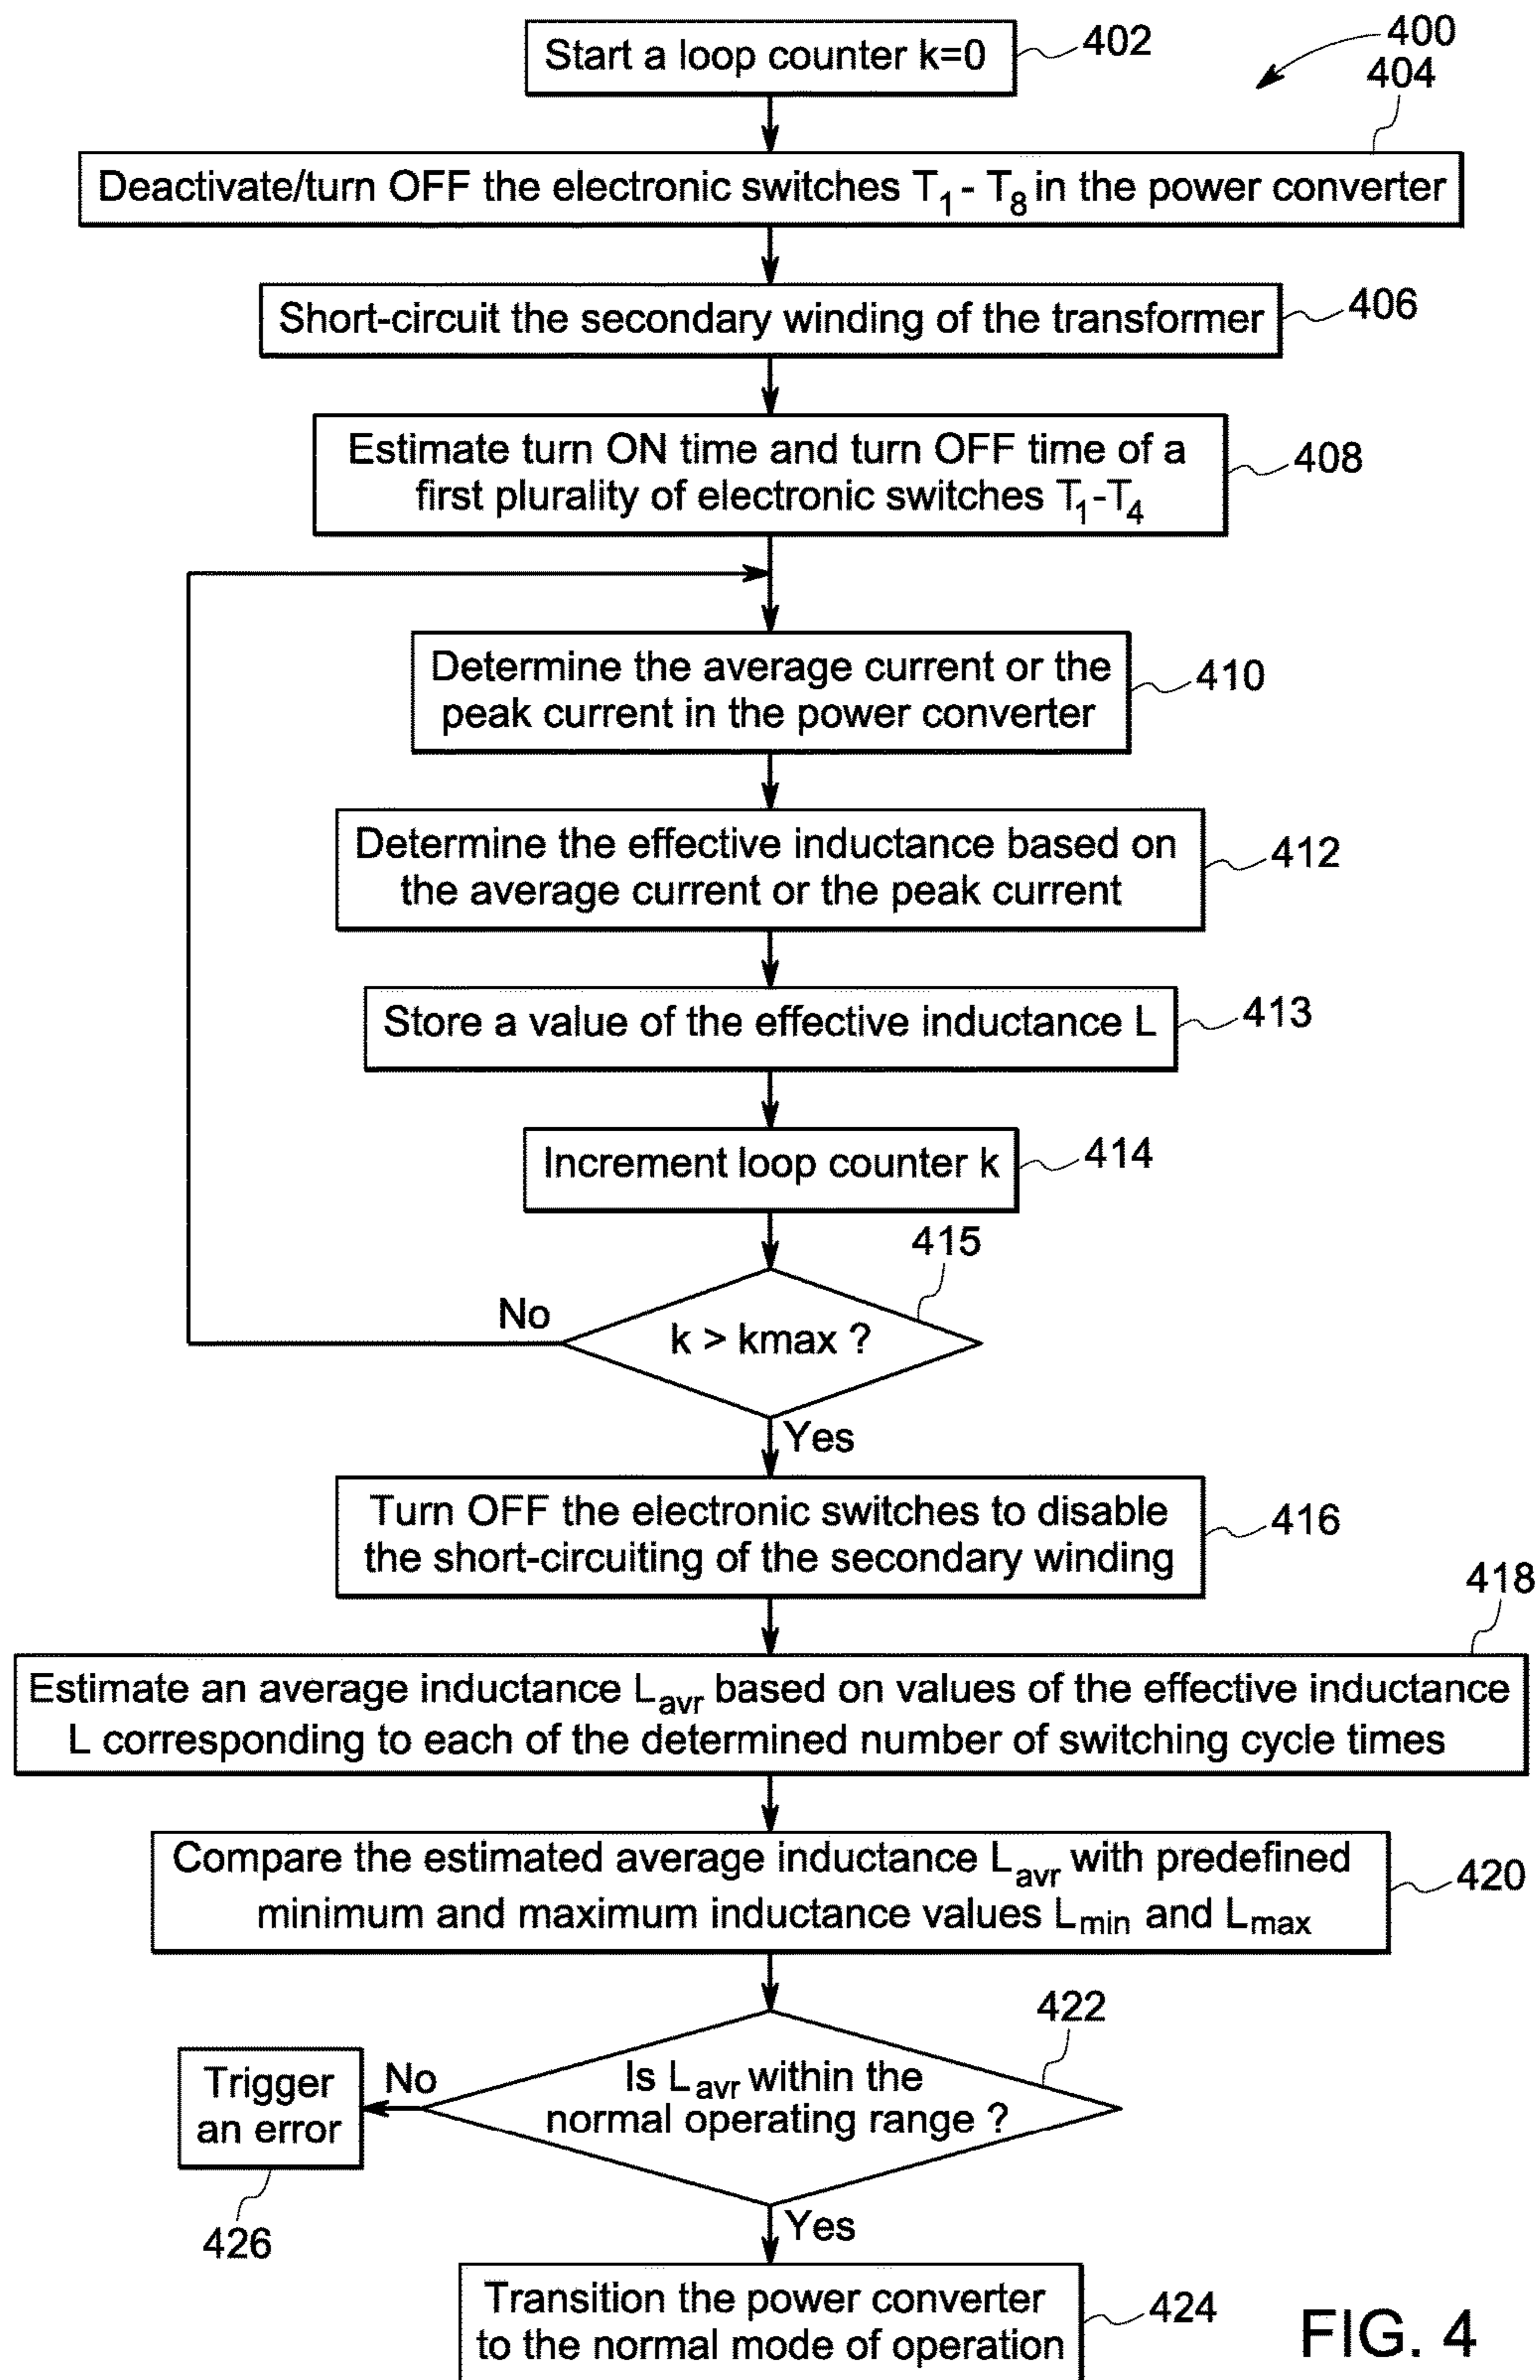 400
Start a loop counter k=0
402
404
Deactivate/turn OFF the electronic switches T1 - T8 in the power converter
Short-circuit the secondary winding of the transformer
406
Estimate turn ON time and turn OFF time of a
first plurality of electronic switches T1-T4
408
Determine the average current or the
peak current in the power converter
410
Determine the effective inductance based on
the average current or the peak current
412
Store a value of the effective inductance L
413
Increment loop counter k
414
415
No
k > kmax ?
Yes
Turn OFF the electronic switches to disable
the short-circuiting of the secondary winding
416
418
Estimate an average inductance Lavr based on values of the effective inductance
L corresponding to each of the determined number of switching cycle times
Compare the estimated average inductance Lavr with predefined
minimum and maximum inductance values Lmin and Lmax
420
422
Is Lavr within the
normal operating range ?
No
Trigger
an error
426
Yes
Transition the power converter
to the normal mode of operation
424
FIG. 4